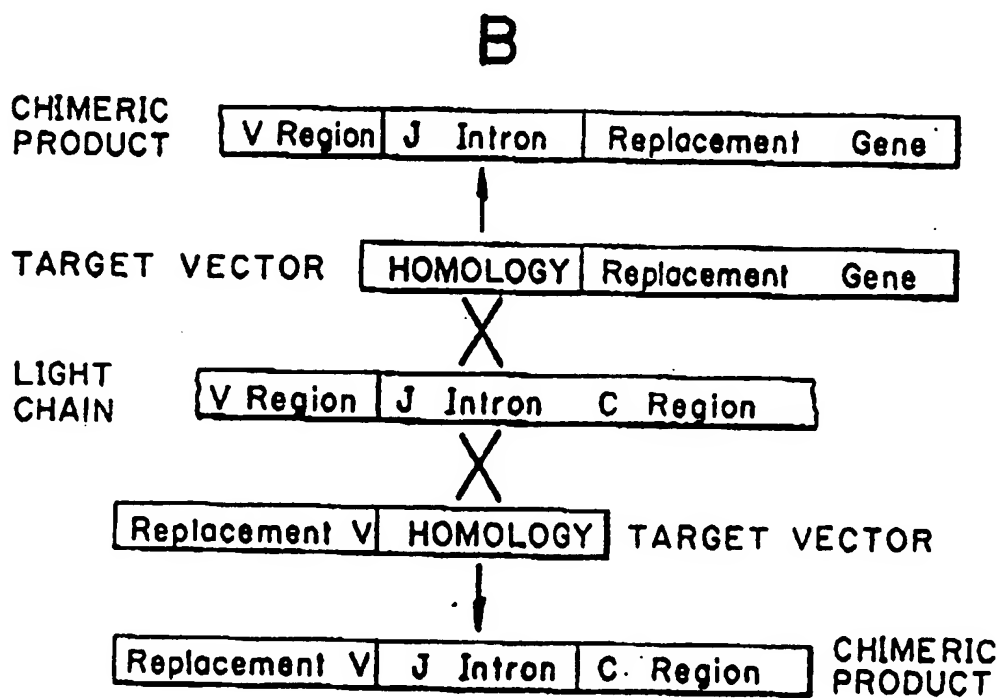 B
CHIMERIC
PRODUCT
V Region J Intron Replacement Gene
TARGET VECTOR
HOMOLOGY Replacement Gene
LIGHT
CHAIN
V Region J Intron C Region
Replacement V HOMOLOGY
TARGET VECTOR
Replacement V J Intron C. Region
CHIMERIC
PRODUCT